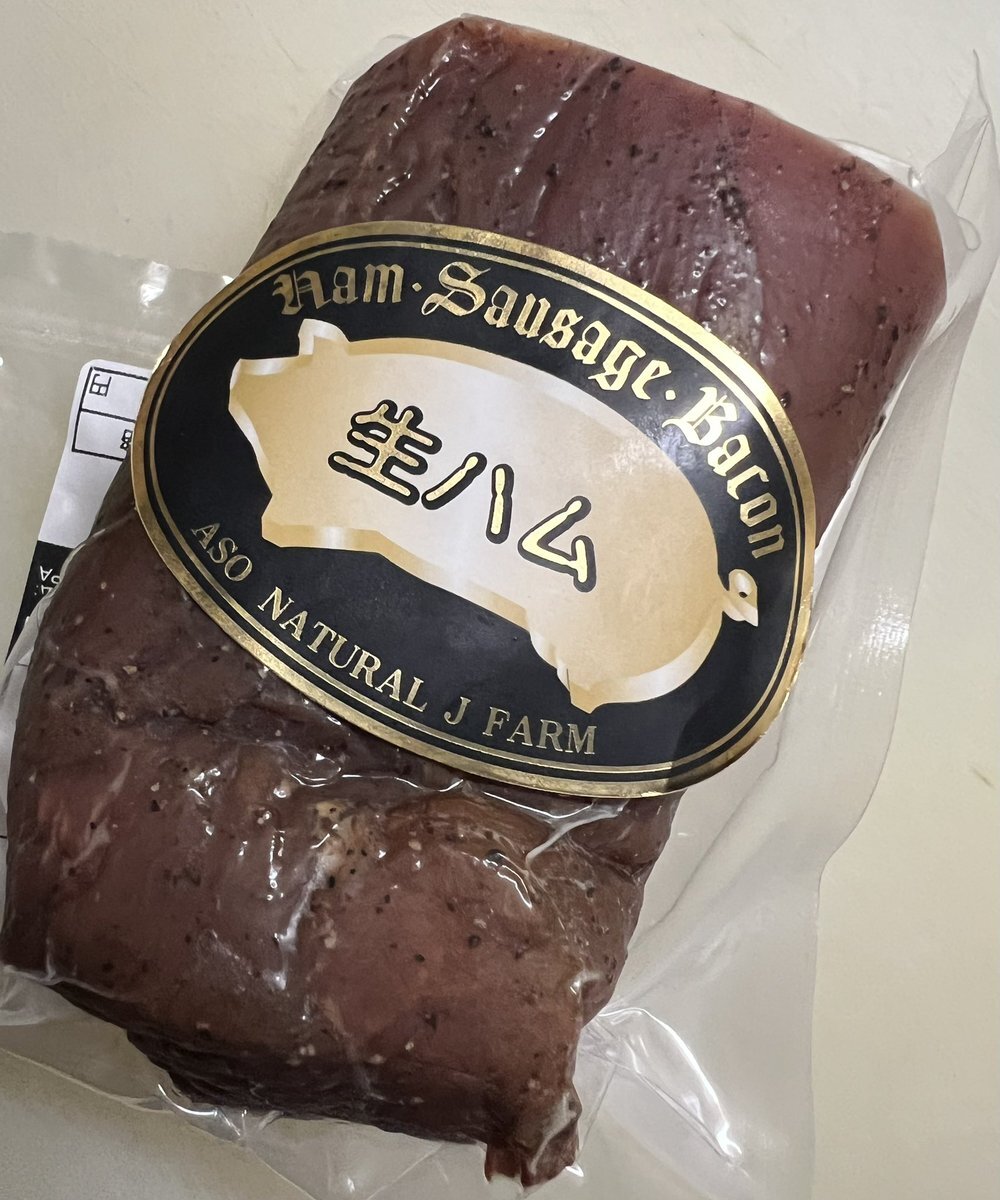 Ham·Sausage·Bacon
生ハム
ASO NATURAL J FARM